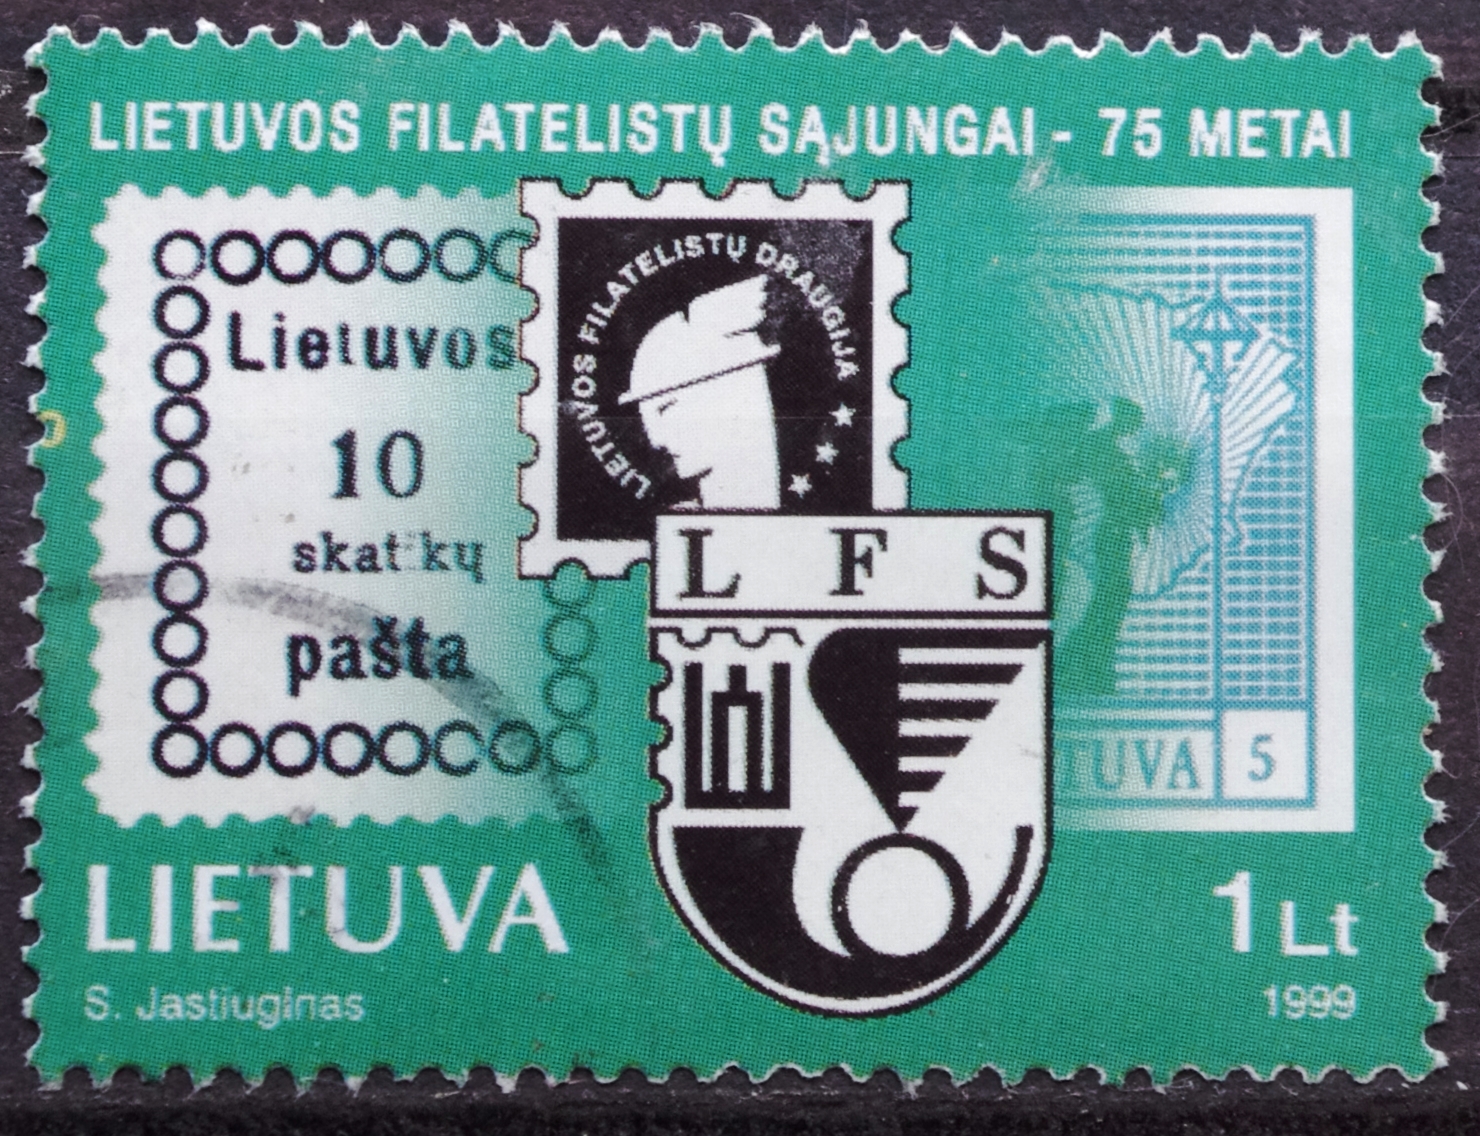 LIETUVOS FILATELISTŲ SĄJUNGAI - 75 METAI
Lietuvos
10
skatikų
pašta
LIETUVOS FILATELISTŲ DRAUGIJA
L F S
TUVA 5
LIETUVA
1 Lt
S. Jastiuginas
1999